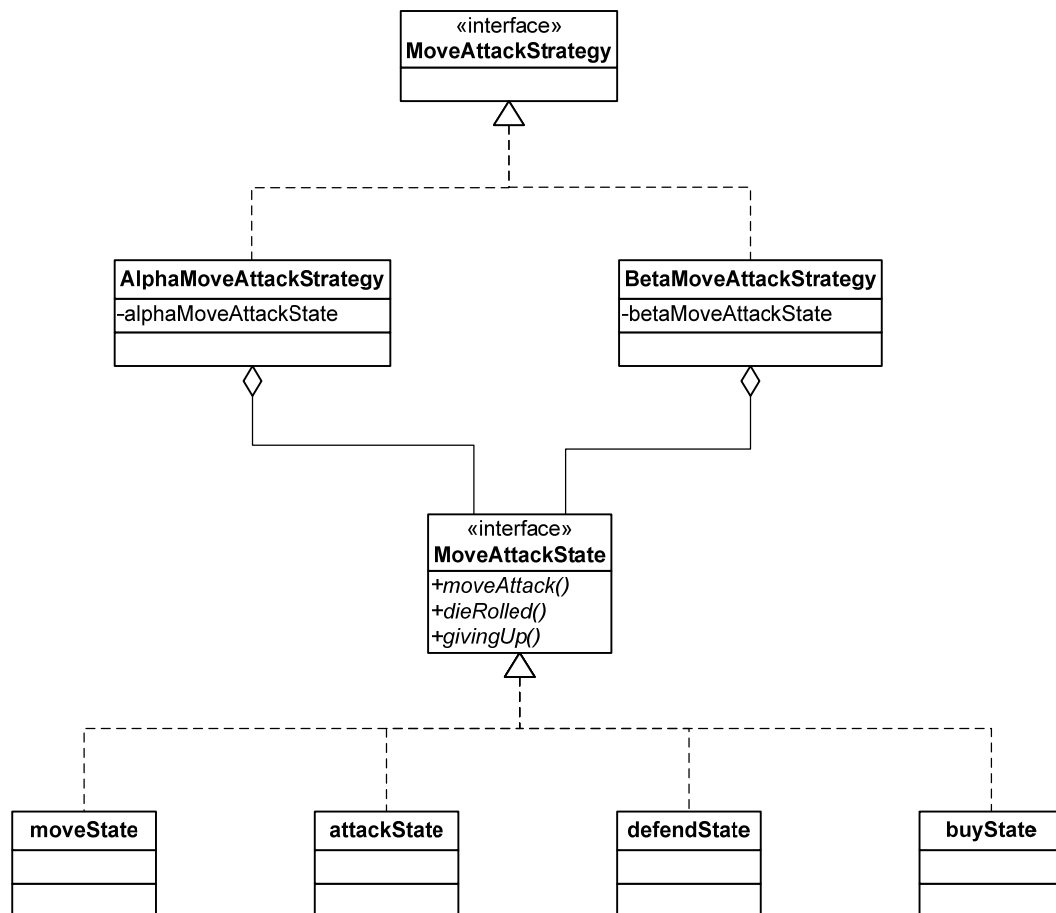 «interface»
MoveAttackStrategy
AlphaMoveAttackStrategy
-alphaMoveAttackState
BetaMoveAttackStrategy
-betaMoveAttackState
«interface»
MoveAttackState
+moveAttack()
+dieRolled()
+givingUp()
moveState
attackState
defendState
buyState